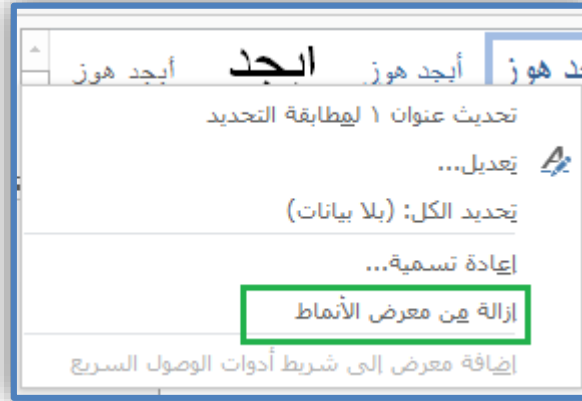 جد هوز أبجد هوز ابجد أبجد هوز
تحديث عنوان ١ لمطابقة التحديد
تعديل...
تحديد الكل: (بلا بيانات)
إعادة تسمية...
إزالة من معرض الأنماط
إضافة معرض إلى شريط أدوات الوصول السريع